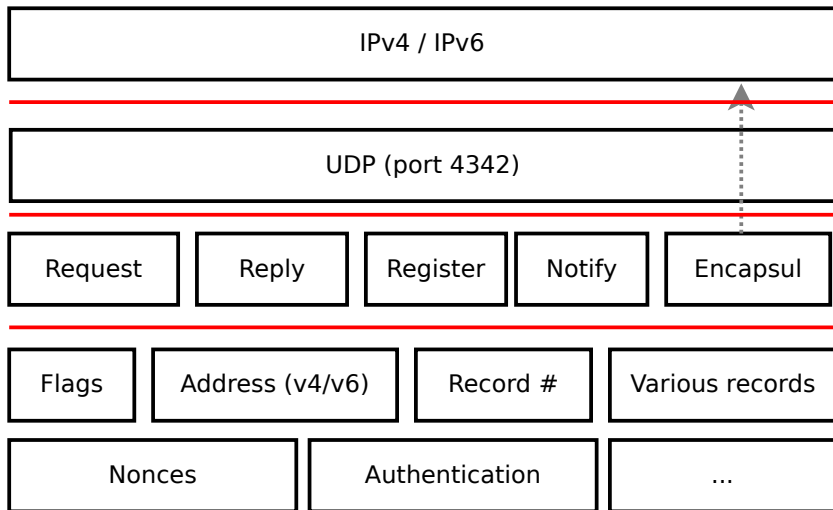 IPv4 / IPv6
UDP (port 4342)
Request
Reply
Register
Notify
Encapsul
Flags
Address (v4/v6)
Record #
Various records
Nonces
Authentication
...